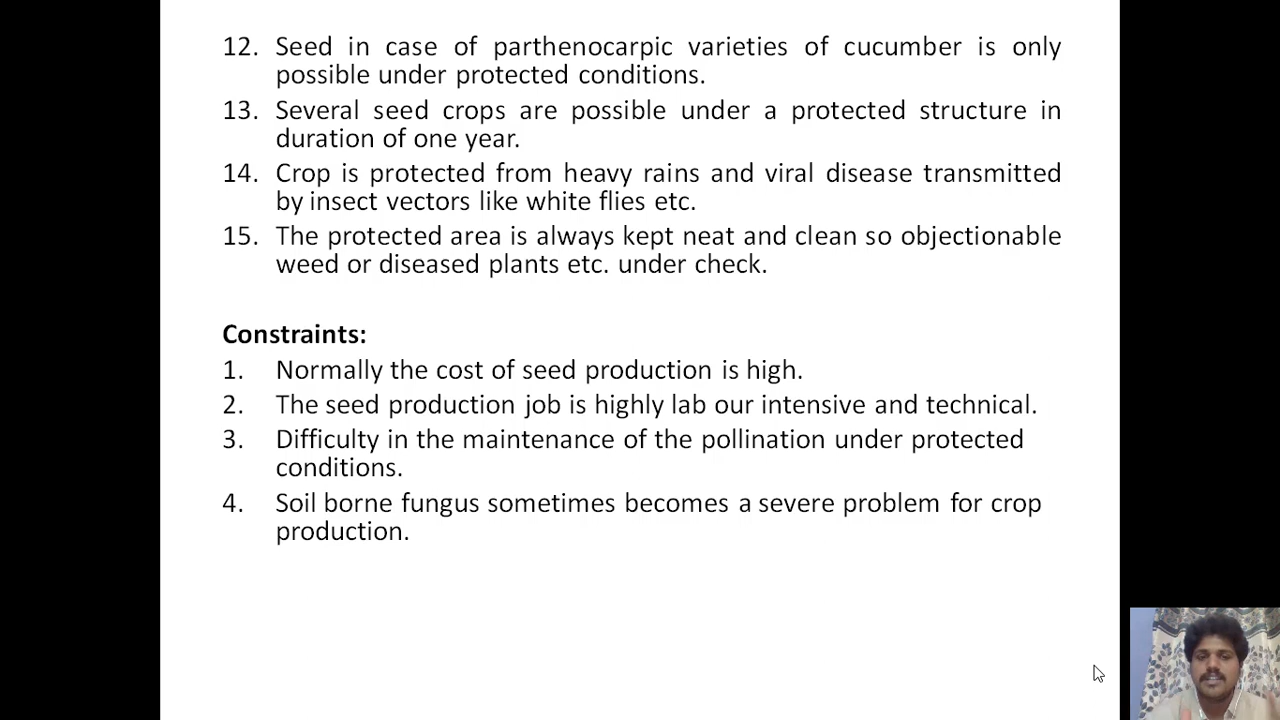 12. Seed in case of parthenocarpic varieties of cucumber is only
possible under protected conditions.
13. Several seed crops are possible under a protected structure in
duration of one year.
14. Crop is protected from heavy rains and viral disease transmitted
by insect vectors like white flies etc.
15. The protected area is always kept neat and clean so objectionable
weed or diseased plants etc. under check.
Constraints:
1. Normally the cost of seed production is high.
2. The seed production job is highly lab our intensive and technical.
3. Difficulty in the maintenance of the pollination under protected
conditions.
4. Soil borne fungus sometimes becomes a severe problem for crop
production.